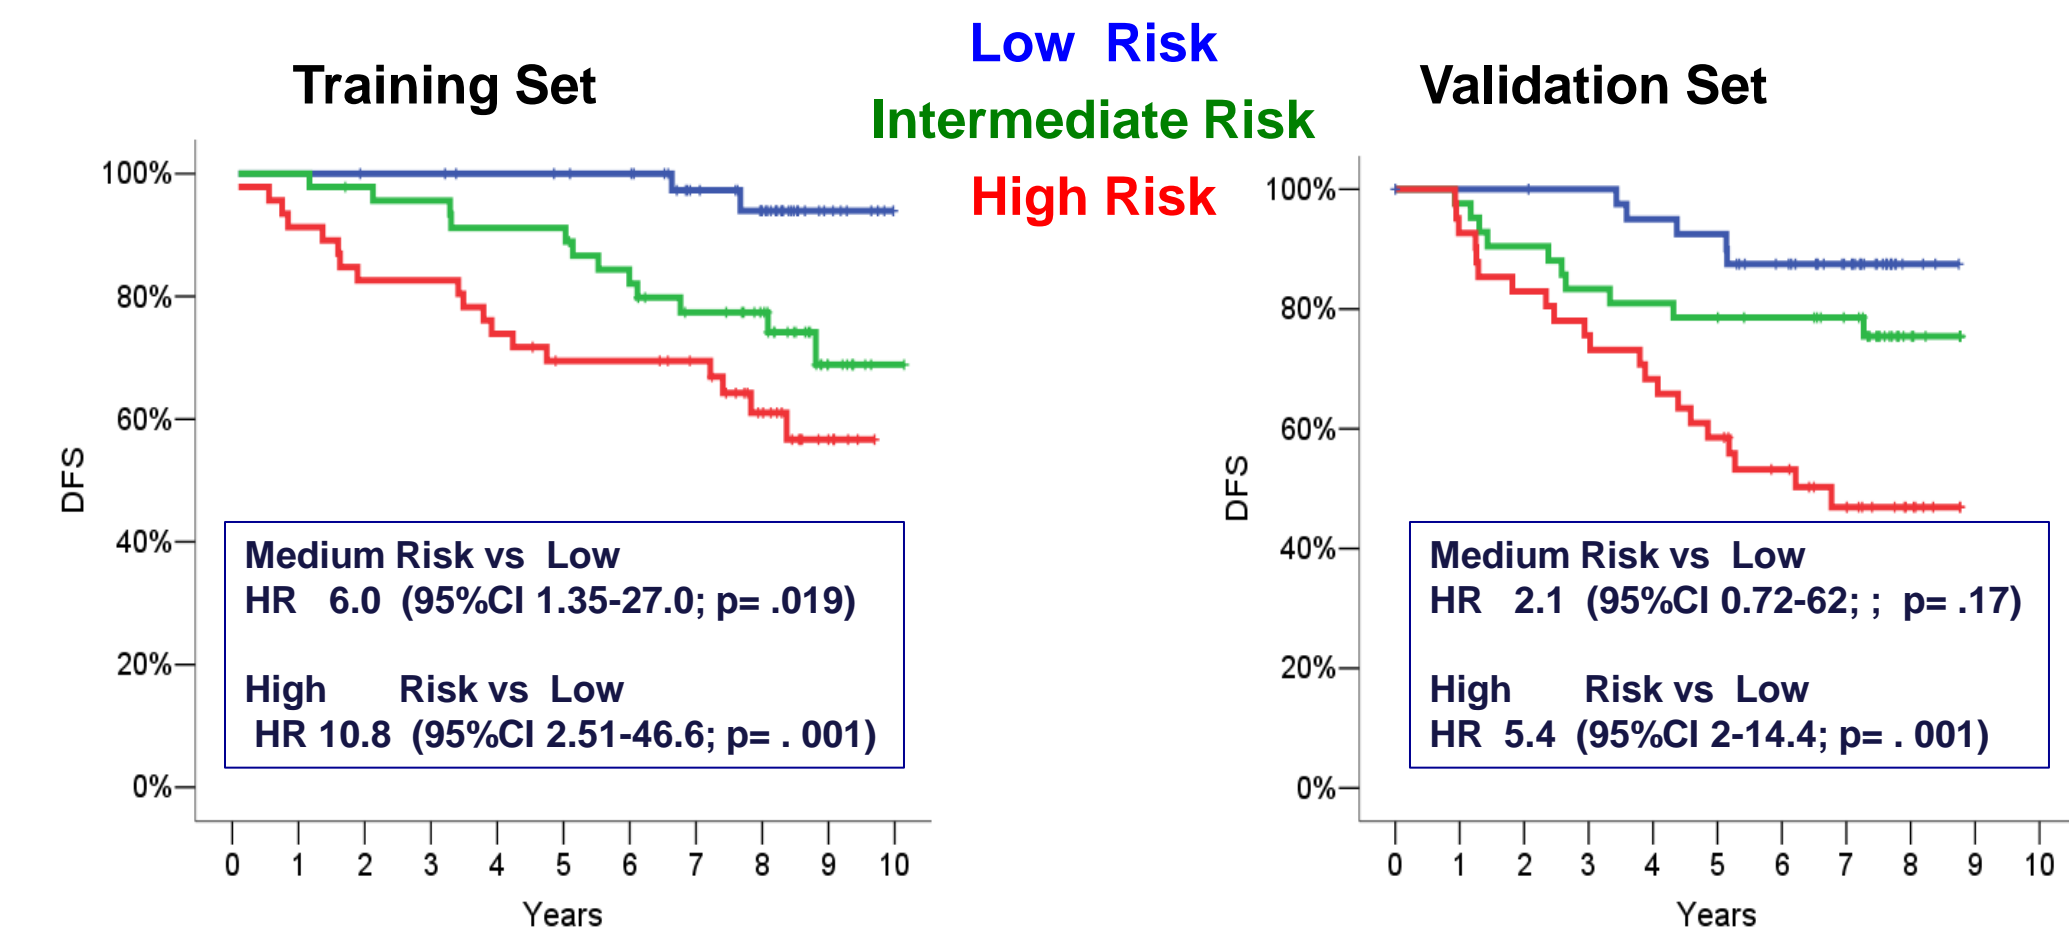 Low Risk
Intermediate Risk
High Risk
Training Set
100%
80%
60%
40%
20%
0%
DFS
Medium Risk vs Low
HR 6.0 (95%CI 1.35-27.0; p= .019)
High Risk vs Low
HR 10.8 (95%CI 2.51-46.6; p= . 001)
0 1 2 3 4 5 6 7 8 9 10
Years
Validation Set
100%
80%
60%
40%
20%
0%
DFS
Medium Risk vs Low
HR 2.1 (95%CI 0.72-62; ; p= .17)
High Risk vs Low
HR 5.4 (95%CI 2-14.4; p= . 001)
0 1 2 3 4 5 6 7 8 9 10
Years